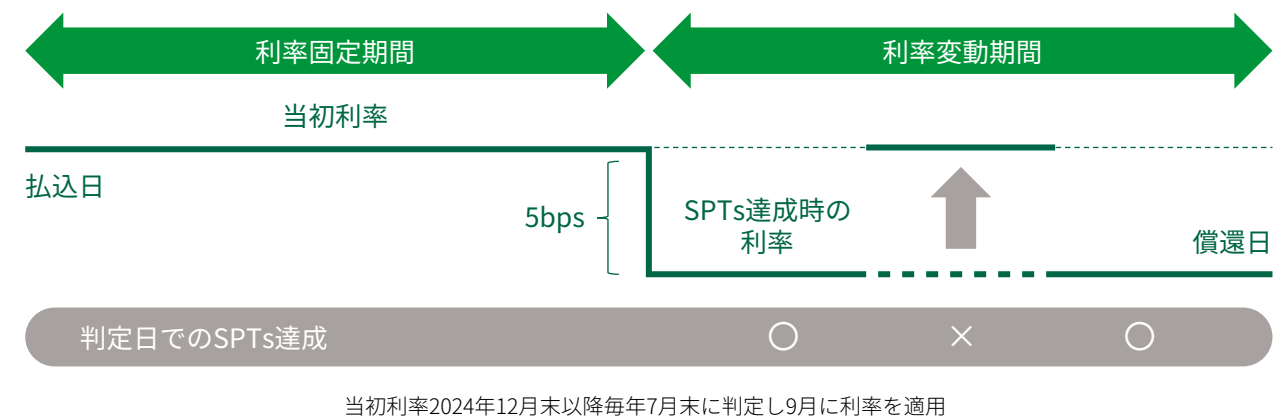 利率固定期間
利率変動期間
当初利率
払込日
5bps
SPTs達成時の
利率
償還日
判定日でのSPTs達成
○
×
○
当初利率2024年12月末以降毎年7月末に判定し9月に利率を適用